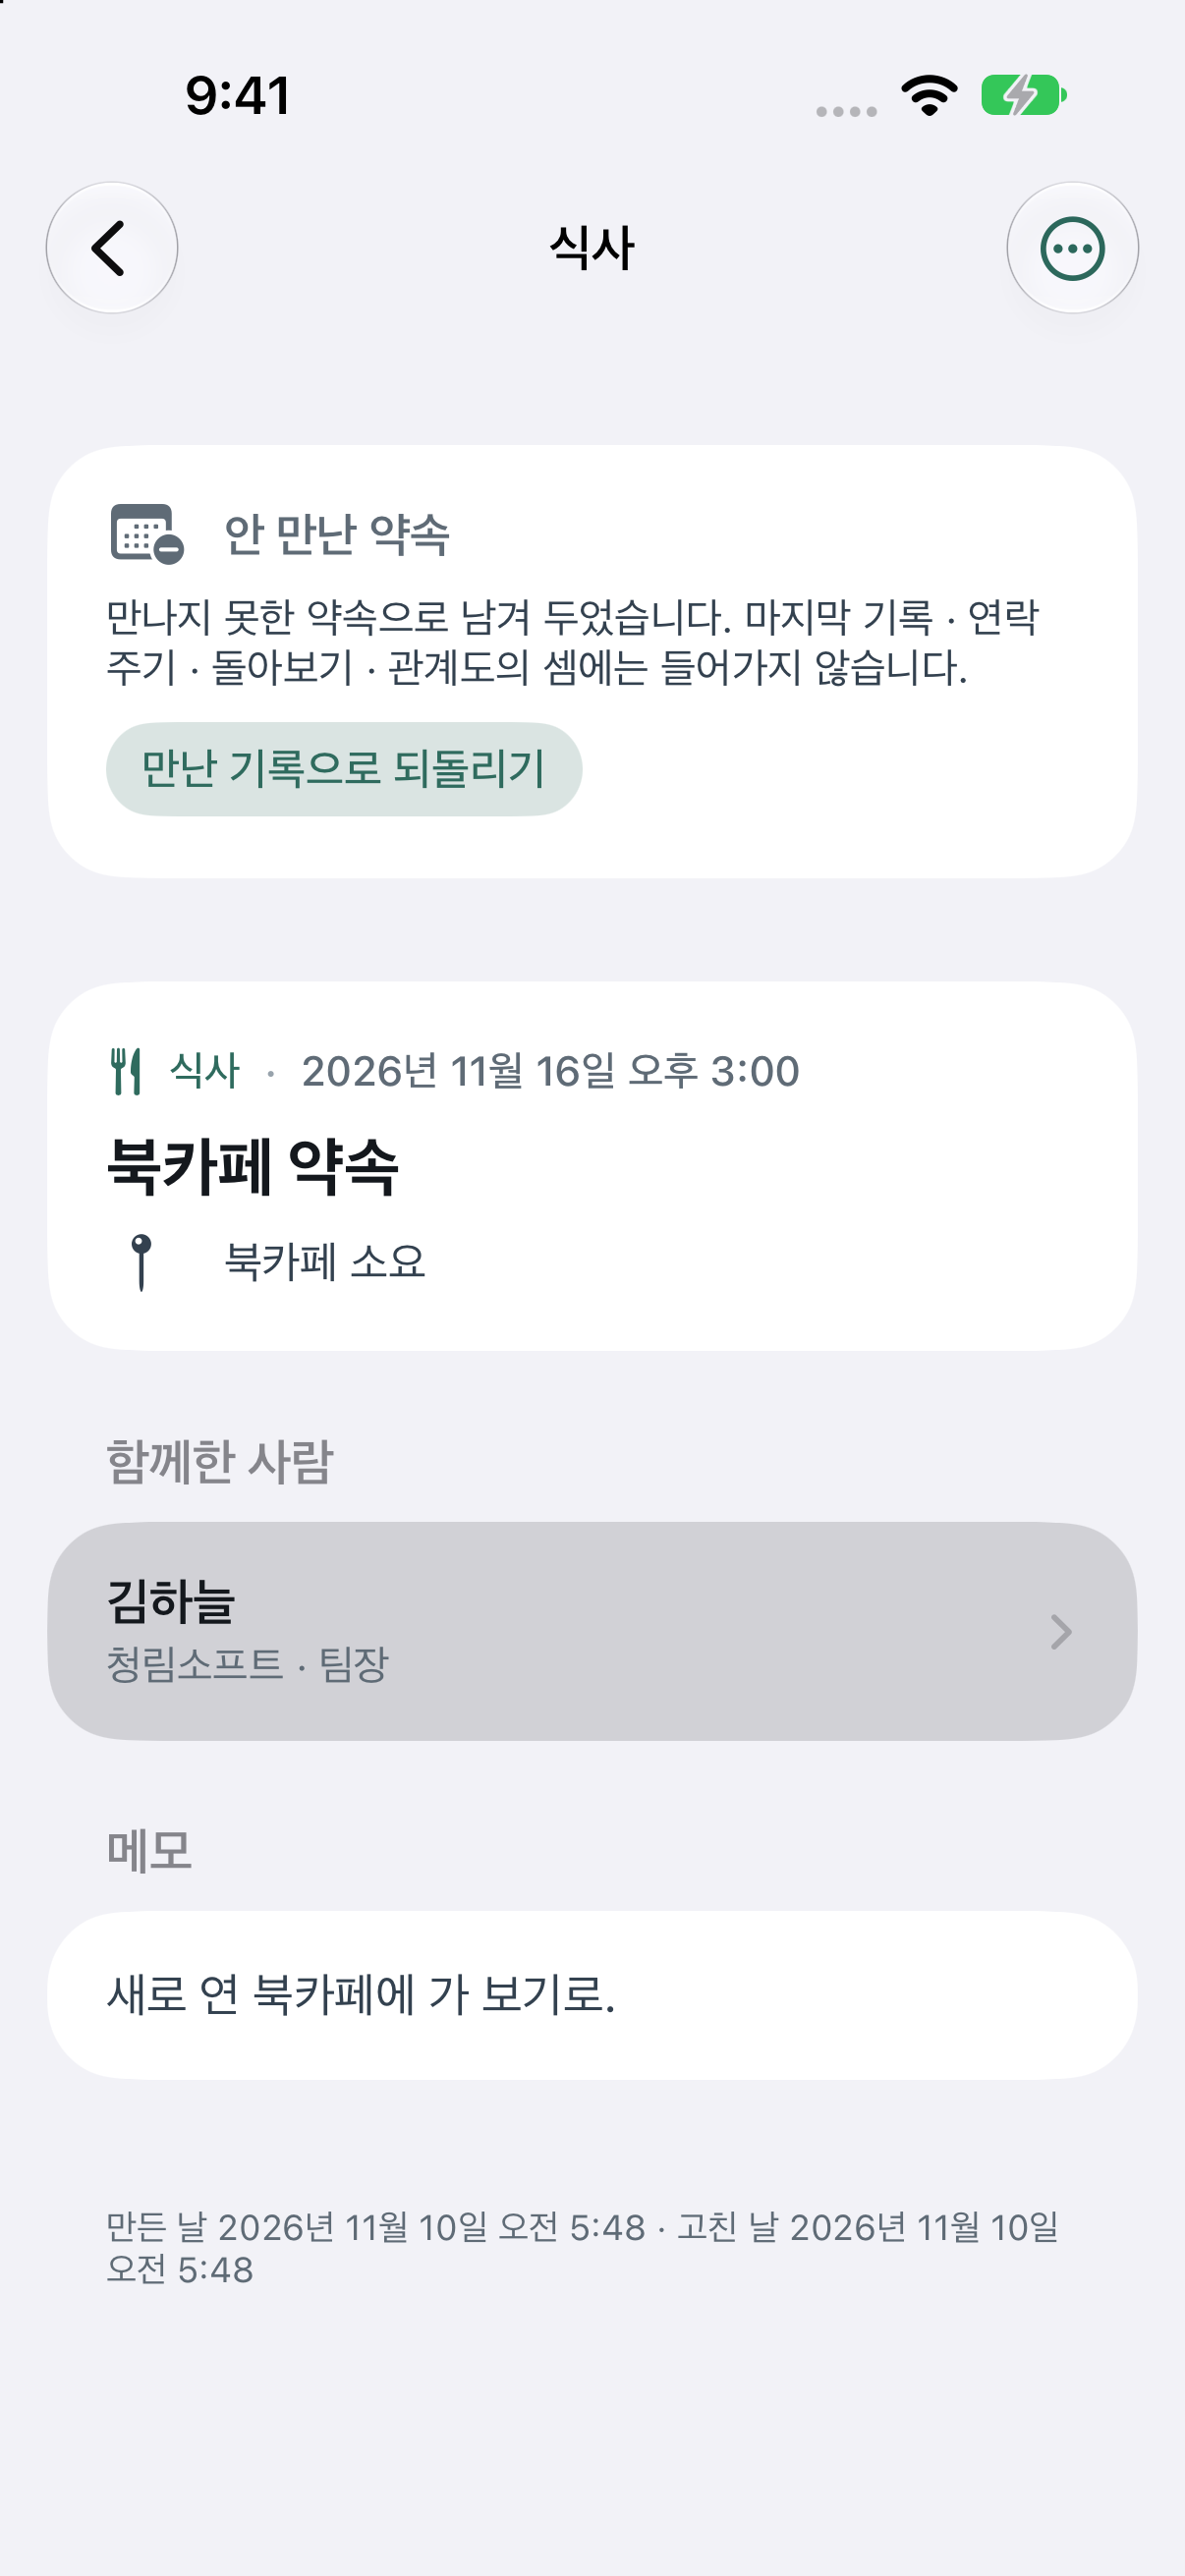 9:41
식사
안 만난 약속
만나지 못한 약속으로 남겨 두었습니다. 마지막 기록 · 연락
주기 · 돌아보기 · 관계도의 셈에는 들어가지 않습니다.
만난 기록으로 되돌리기
식사 · 2026년 11월 16일 오후 3:00
북카페 약속
북카페 소요
함께한 사람
김하늘
청림소프트 · 팀장
메모
새로 연 북카페에 가 보기로.
만든 날 2026년 11월 10일 오전 5:48 · 고친 날 2026년 11월 10일
오전 5:48